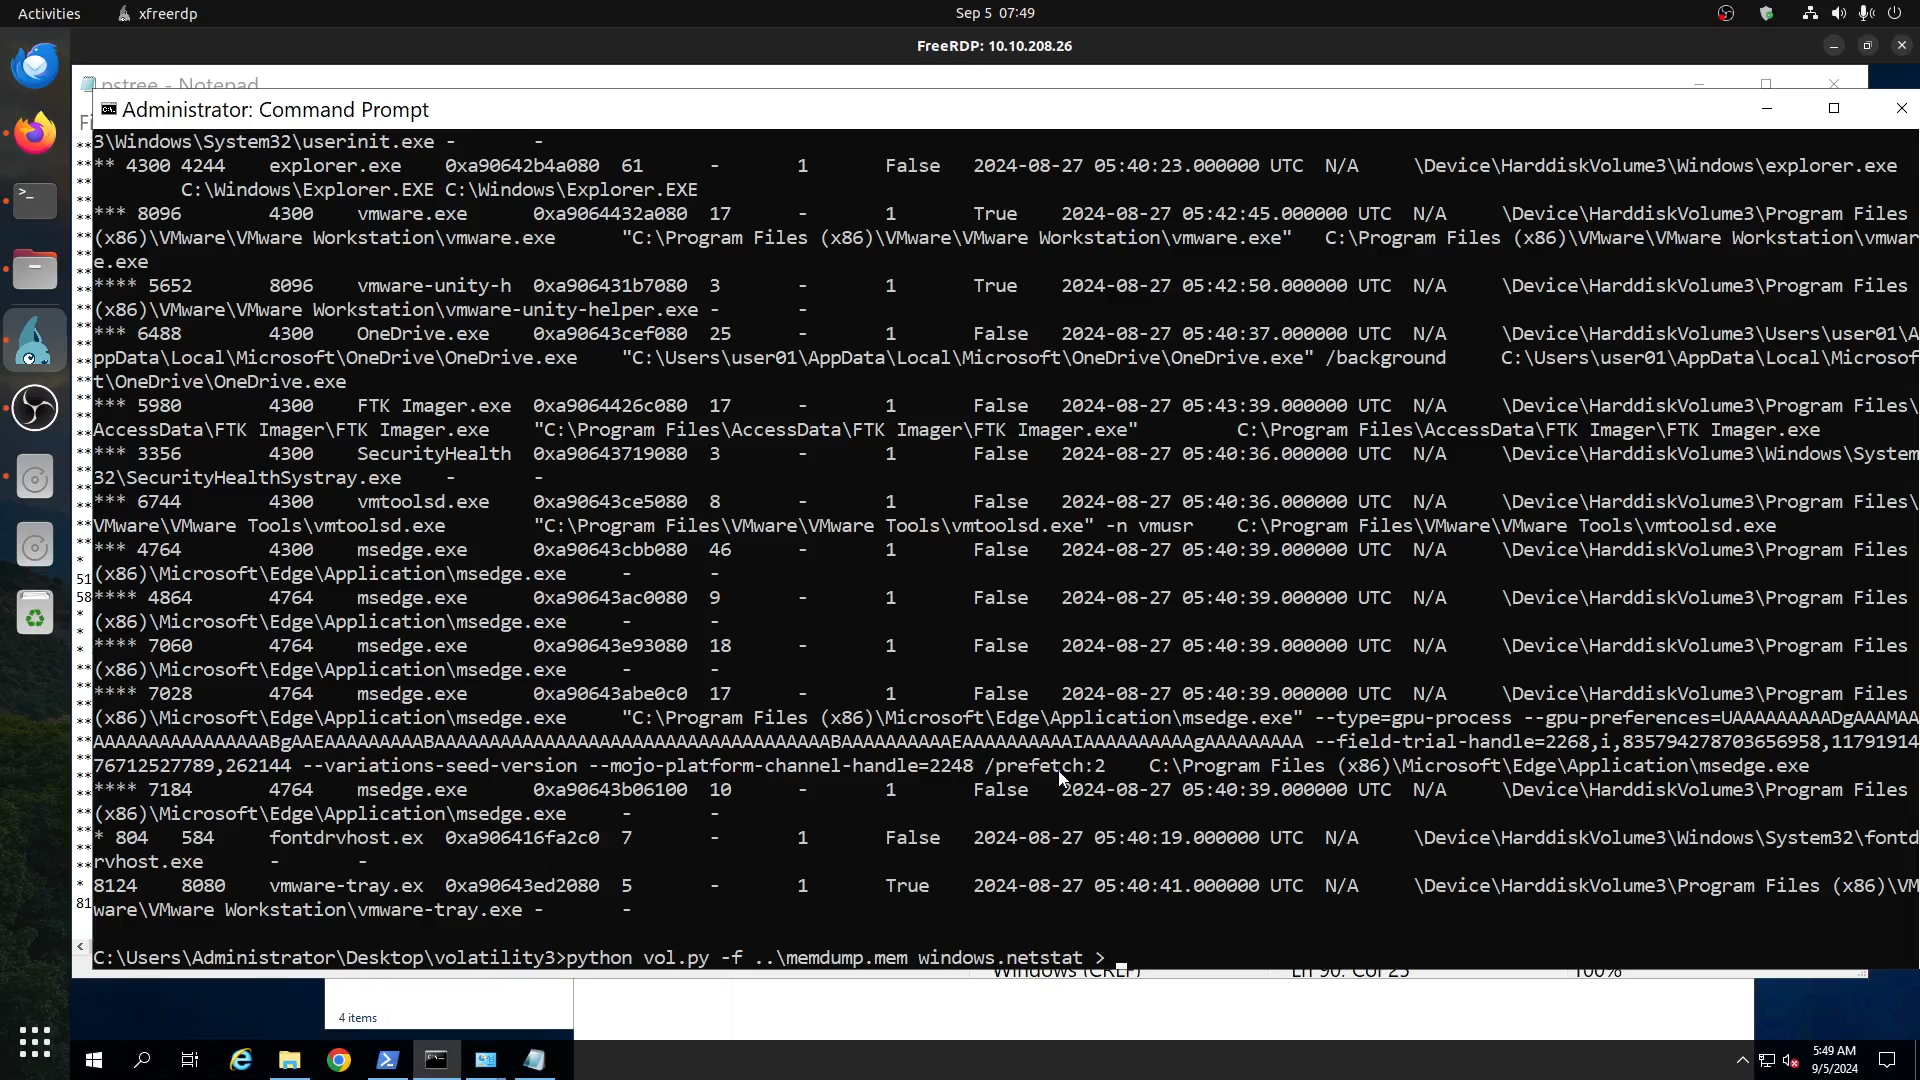 Activities
xfreerdp
Sep 5 07:49
FreeRDP: 10.10.208.26
pstree - Notepad
Administrator: Command Prompt
3\Windows\System32\userinit.exe - -
** 4300 4244 explorer.exe 0xa90642b4a080 61 - 1 False 2024-08-27 05:40:23.000000 UTC N/A \Device\HarddiskVolume3\Windows\explorer.exe
C:\Windows\Explorer.EXE C:\Windows\Explorer.EXE
*** 8096 4300 vmware.exe 0xa9064432a080 17 - 1 True 2024-08-27 05:42:45.000000 UTC N/A \Device\HarddiskVolume3\Program Files
(x86)\VMware\VMware Workstation\vmware.exe "C:\Program Files (x86)\VMware\VMware Workstation\vmware.exe" C:\Program Files (x86)\VMware\VMware Workstation\vmwar
e.exe
**** 5652 8096 vmware-unity-h 0xa906431b7080 3 - 1 True 2024-08-27 05:42:50.000000 UTC N/A \Device\HarddiskVolume3\Program Files
(x86)\VMware\VMware Workstation\vmware-unity-helper.exe - -
*** 6488 4300 OneDrive.exe 0xa90643cef080 25 - 1 False 2024-08-27 05:40:37.000000 UTC N/A \Device\HarddiskVolume3\Users\user01\A
ppData\Local\Microsoft\OneDrive\OneDrive.exe "C:\Users\user01\AppData\Local\Microsoft\OneDrive\OneDrive.exe" /background C:\Users\user01\AppData\Local\Microsof
t\OneDrive\OneDrive.exe
*** 5980 4300 FTK Imager.exe 0xa9064426c080 17 - 1 False 2024-08-27 05:43:39.000000 UTC N/A \Device\HarddiskVolume3\Program Files\
AccessData\FTK Imager\FTK Imager.exe "C:\Program Files\AccessData\FTK Imager\FTK Imager.exe" C:\Program Files\AccessData\FTK Imager\FTK Imager.exe
*** 3356 4300 SecurityHealth 0xa90643719080 3 - 1 False 2024-08-27 05:40:36.000000 UTC N/A \Device\HarddiskVolume3\Windows\System
32\SecurityHealthSystray.exe - -
*** 6744 4300 vmtoolsd.exe 0xa90643ce5080 8 - 1 False 2024-08-27 05:40:36.000000 UTC N/A \Device\HarddiskVolume3\Program Files\
VMware\VMware Tools\vmtoolsd.exe "C:\Program Files\VMware\VMware Tools\vmtoolsd.exe" -n vmusr C:\Program Files\VMware\VMware Tools\vmtoolsd.exe
*** 4764 4300 msedge.exe 0xa90643cbb080 46 - 1 False 2024-08-27 05:40:39.000000 UTC N/A \Device\HarddiskVolume3\Program Files
(x86)\Microsoft\Edge\Application\msedge.exe - -
**** 4864 4764 msedge.exe 0xa90643ac0080 9 - 1 False 2024-08-27 05:40:39.000000 UTC N/A \Device\HarddiskVolume3\Program Files
(x86)\Microsoft\Edge\Application\msedge.exe - -
**** 7060 4764 msedge.exe 0xa90643e93080 18 - 1 False 2024-08-27 05:40:39.000000 UTC N/A \Device\HarddiskVolume3\Program Files
(x86)\Microsoft\Edge\Application\msedge.exe - -
**** 7028 4764 msedge.exe 0xa90643abe0c0 17 - 1 False 2024-08-27 05:40:39.000000 UTC N/A \Device\HarddiskVolume3\Program Files
(x86)\Microsoft\Edge\Application\msedge.exe "C:\Program Files (x86)\Microsoft\Edge\Application\msedge.exe" --type=gpu-process --gpu-preferences=UAAAAAAAAADgAAAMAA
AAAAAAAAAAAAAAAABgAAEAAAAAAAAABAAAAAAAAAAAAAAAAAAAAAAAAAAAAAAAAAAABAAAAAAAAAAEAAAAAAAAAAIAAAAAAAAAAgAAAAAAAAA --field-trial-handle=2268,i,835794278703656958,11791914
76712527789,262144 --variations-seed-version --mojo-platform-channel-handle=2248 /prefetch:2 C:\Program Files (x86)\Microsoft\Edge\Application\msedge.exe
**** 7184 4764 msedge.exe 0xa90643b06100 10 - 1 False 2024-08-27 05:40:39.000000 UTC N/A \Device\HarddiskVolume3\Program Files
(x86)\Microsoft\Edge\Application\msedge.exe - -
* 804 584 fontdrvhost.ex 0xa906416fa2c0 7 - 1 False 2024-08-27 05:40:19.000000 UTC N/A \Device\HarddiskVolume3\Windows\System32\fontd
rvhost.exe - -
8124 8080 vmware-tray.ex 0xa90643ed2080 5 - 1 True 2024-08-27 05:40:41.000000 UTC N/A \Device\HarddiskVolume3\Program Files (x86)\VM
ware\VMware Workstation\vmware-tray.exe - -
C:\Users\Administrator\Desktop\volatility3>python vol.py -f ..\memdump.mem windows.netstat >
Windows (CRLF) Ln 90, Col 25 100%
4 items
5:49 AM
9/5/2024